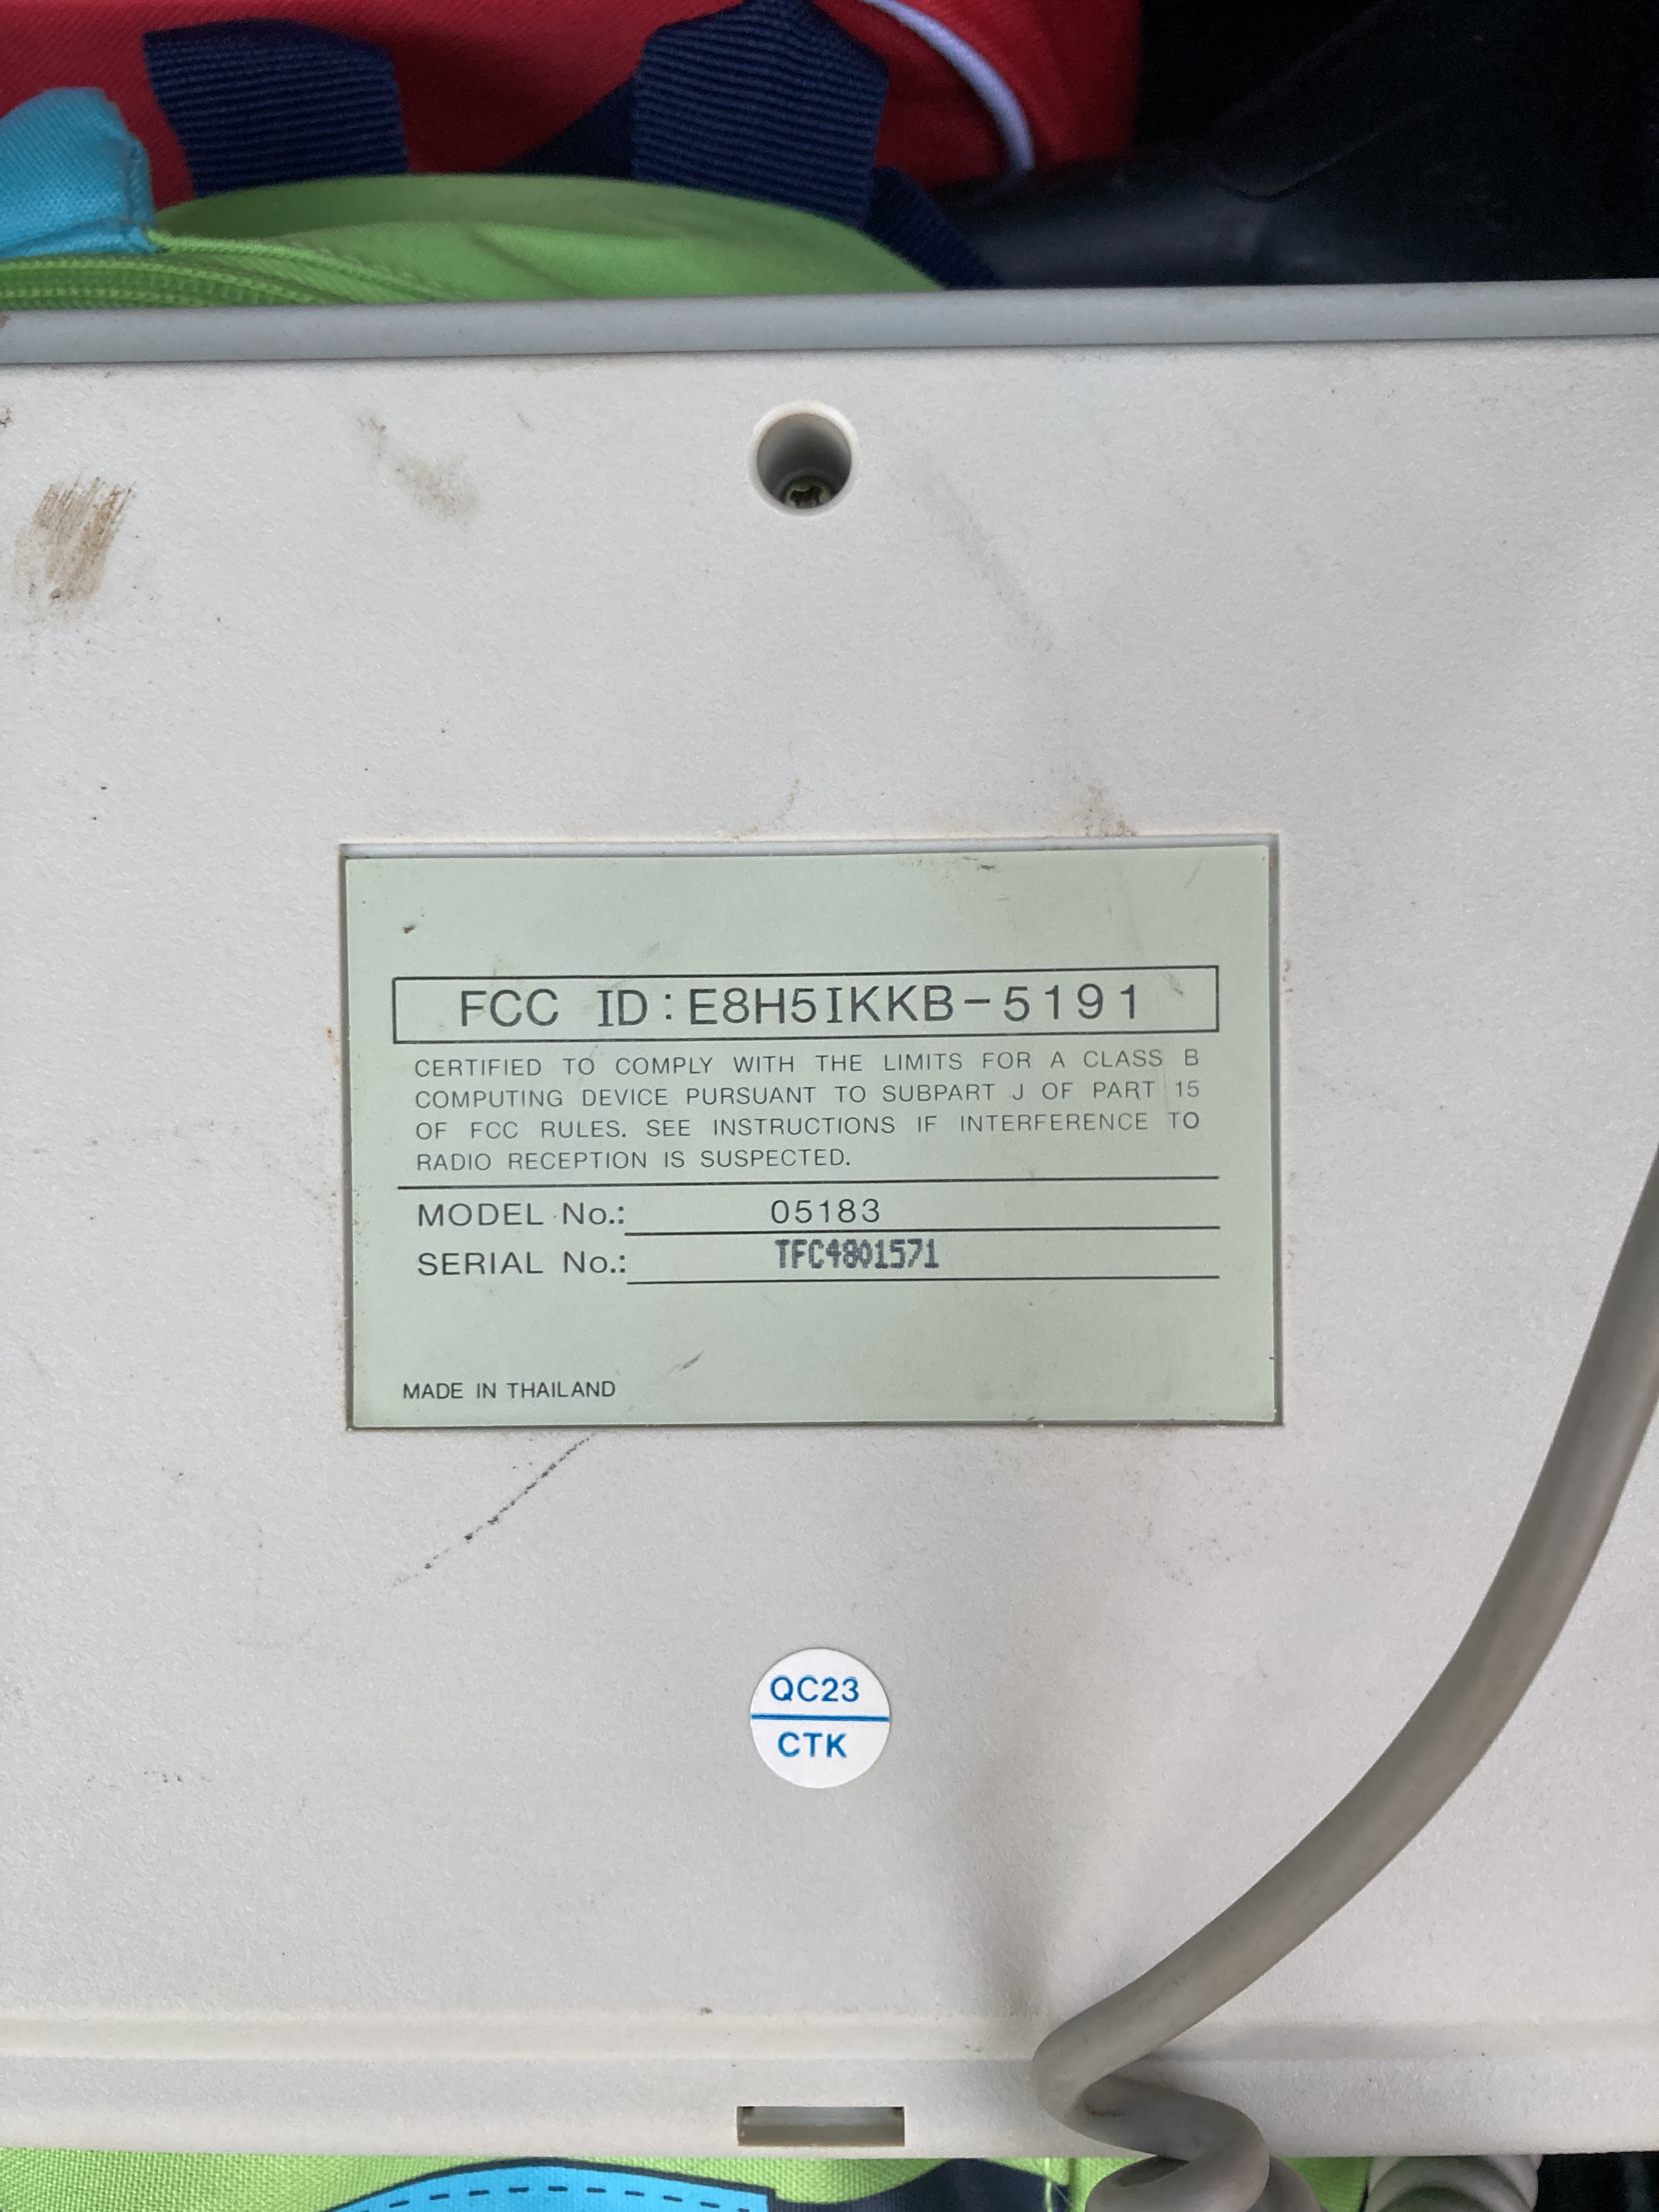 FCC ID: E8H5IKKB-5191
CERTIFIED TO COMPLY WITH THE LIMITS FOR A CLASS B
COMPUTING DEVICE PURSUANT TO SUBPART J OF PART 15
OF FCC RULES. SEE INSTRUCTIONS IF INTERFERENCE TO
RADIO RECEPTION IS SUSPECTED.
MODEL No.: 05183
SERIAL No.: TFC4801571
MADE IN THAILAND
QC23
CTK